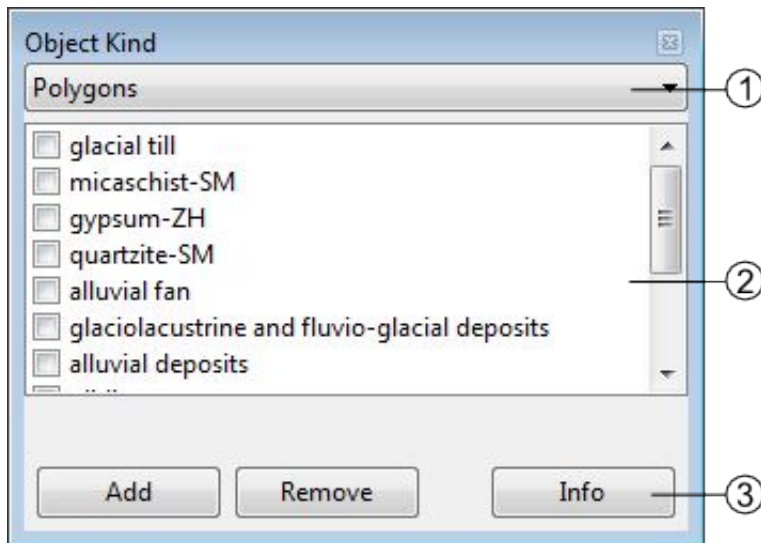 Object Kind
Polygons
1
glacial till
micaschist-SM
gypsum-ZH
quartzite-SM
2
alluvial fan
glaciolacustrine and fluvio-glacial deposits
alluvial deposits
Add Remove Info
3